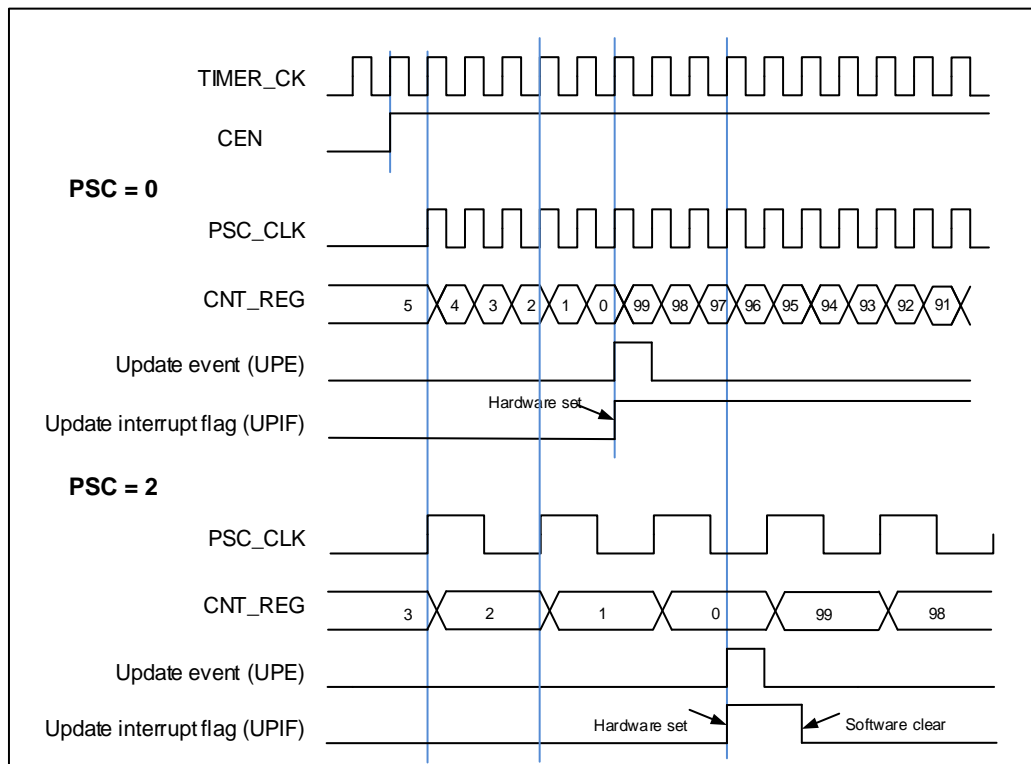 TIMER_CK
CEN
PSC = 0
PSC_CLK
CNT_REG 5 4 3 2 1 0 99 98 97 96 95 94 93 92 91
Update event (UPE)
Hardware set
Update interrupt flag (UPIF)
PSC = 2
PSC_CLK
CNT_REG 3 2 1 0 99 98
Update event (UPE)
Update interrupt flag (UPIF) Hardware set Software clear